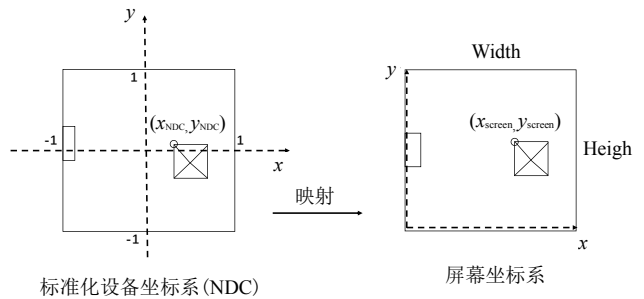 y
1
(xNDC, yNDC)
-1
1
x
-1
标准化设备坐标系(NDC)
映射
Width
y
(xscreen, yscreen)
Heigh
x
屏幕坐标系